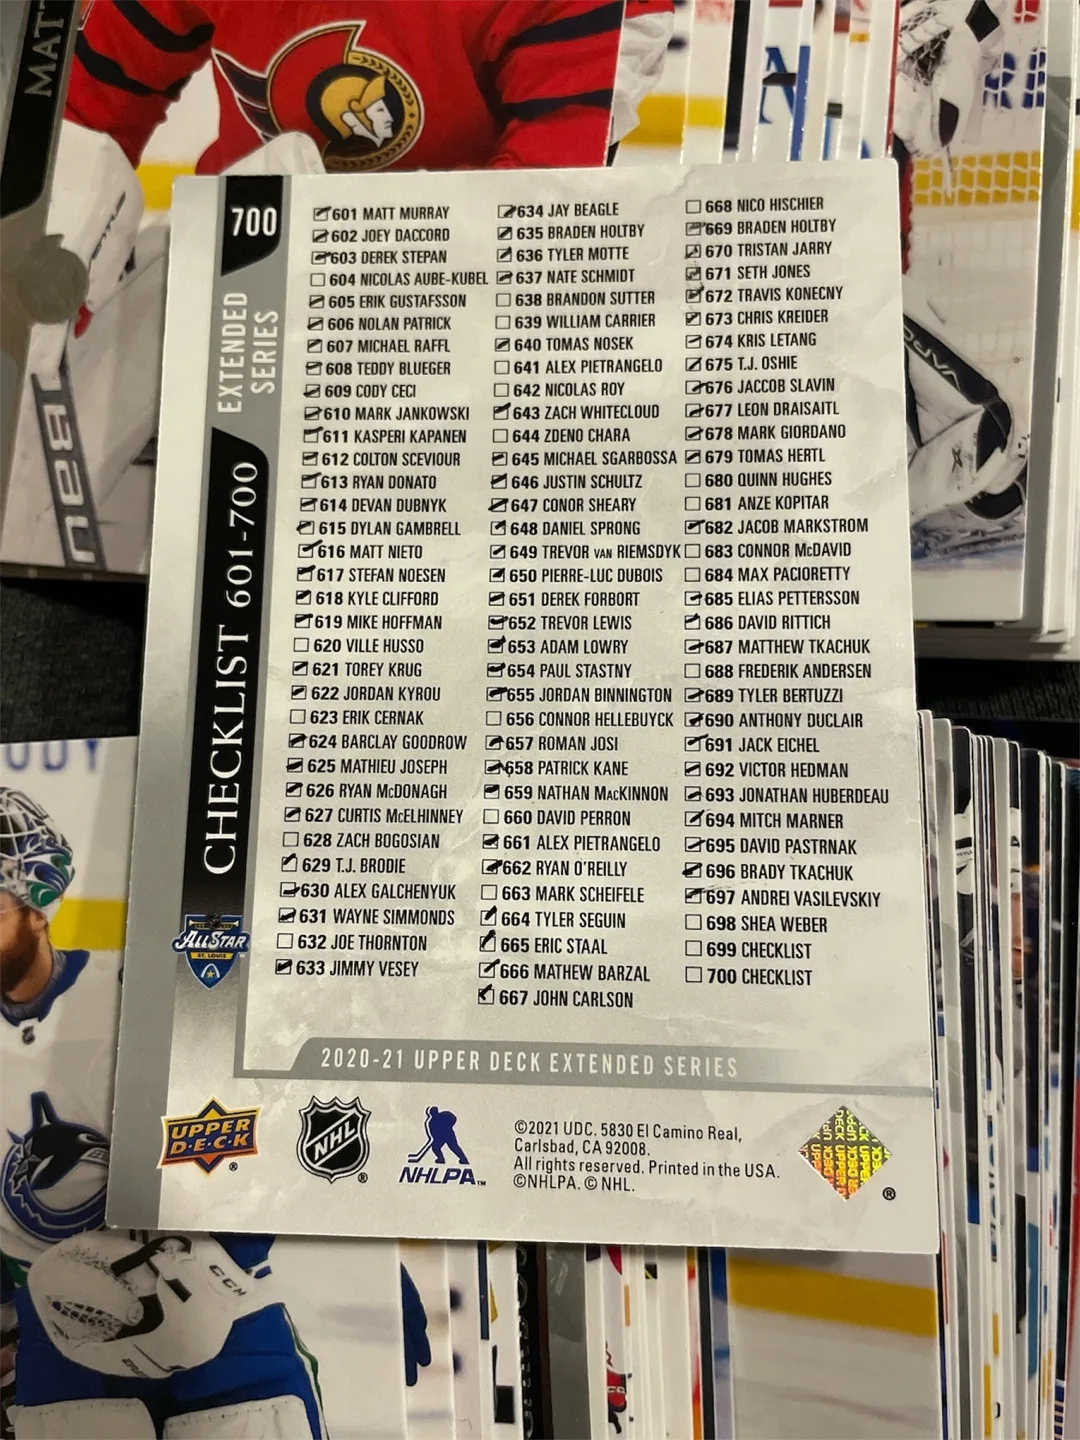 MAT
700
EXTENDED
SERIES
CHECKLIST 601-700
601 MATT MURRAY
602 JOEY DACCORD
603 DEREK STEPAN
604 NICOLAS AUBE-KUBEL
605 ERIK GUSTAFSSON
606 NOLAN PATRICK
607 MICHAEL RAFFL
608 TEDDY BLUEGER
609 CODY CECI
610 MARK JANKOWSKI
611 KASPERI KAPANEN
612 COLTON SCEVIOUR
613 RYAN DONATO
614 DEVAN DUBNYK
615 DYLAN GAMBRELL
616 MATT NIETO
617 STEFAN NOESEN
618 KYLE CLIFFORD
619 MIKE HOFFMAN
620 VILLE HUSSO
621 TOREY KRUG
622 JORDAN KYROU
623 ERIK CERNAK
624 BARCLAY GOODROW
625 MATHIEU JOSEPH
626 RYAN McDONAGH
627 CURTIS McELHINNEY
628 ZACH BOGOSIAN
629 T.J. BRODIE
630 ALEX GALCHENYUK
631 WAYNE SIMMONDS
632 JOE THORNTON
633 JIMMY VESEY
634 JAY BEAGLE
635 BRADEN HOLTBY
636 TYLER MOTTE
637 NATE SCHMIDT
638 BRANDON SUTTER
639 WILLIAM CARRIER
640 TOMAS NOSEK
641 ALEX PIETRANGELO
642 NICOLAS ROY
643 ZACH WHITECLOUD
644 ZDENO CHARA
645 MICHAEL SGARBOSSA
646 JUSTIN SCHULTZ
647 CONOR SHEARY
648 DANIEL SPRONG
649 TREVOR VAN RIEMSDYK
650 PIERRE-LUC DUBOIS
651 DEREK FORBORT
652 TREVOR LEWIS
653 ADAM LOWRY
654 PAUL STASTNY
655 JORDAN BINNINGTON
656 CONNOR HELLEBUYCK
657 ROMAN JOSI
658 PATRICK KANE
659 NATHAN MacKINNON
660 DAVID PERRON
661 ALEX PIETRANGELO
662 RYAN O'REILLY
663 MARK SCHEIFELE
664 TYLER SEGUIN
665 ERIC STAAL
666 MATHEW BARZAL
667 JOHN CARLSON
668 NICO HISCHIER
669 BRADEN HOLTBY
670 TRISTAN JARRY
671 SETH JONES
672 TRAVIS KONECNY
673 CHRIS KREIDER
674 KRIS LETANG
675 T.J. OSHIE
676 JACCOB SLAVIN
677 LEON DRAISAITL
678 MARK GIORDANO
679 TOMAS HERTL
680 QUINN HUGHES
681 ANZE KOPITAR
682 JACOB MARKSTROM
683 CONNOR McDAVID
684 MAX PACIORETTY
685 ELIAS PETTERSSON
686 DAVID RITTICH
687 MATTHEW TKACHUK
688 FREDERIK ANDERSEN
689 TYLER BERTUZZI
690 ANTHONY DUCLAIR
691 JACK EICHEL
692 VICTOR HEDMAN
693 JONATHAN HUBERDEAU
694 MITCH MARNER
695 DAVID PASTRNAK
696 BRADY TKACHUK
697 ANDREI VASILEVSKIY
698 SHEA WEBER
699 CHECKLIST
700 CHECKLIST
ALL STAR
ST. LOUIS
2020-21 UPPER DECK EXTENDED SERIES
UPPER
D·E·C·K
®
NHL
®
NHLPA™
©2021 UDC. 5830 El Camino Real,
Carlsbad, CA 92008.
All rights reserved. Printed in the USA.
©NHLPA. © NHL.
UPPER DECK
®
CCM